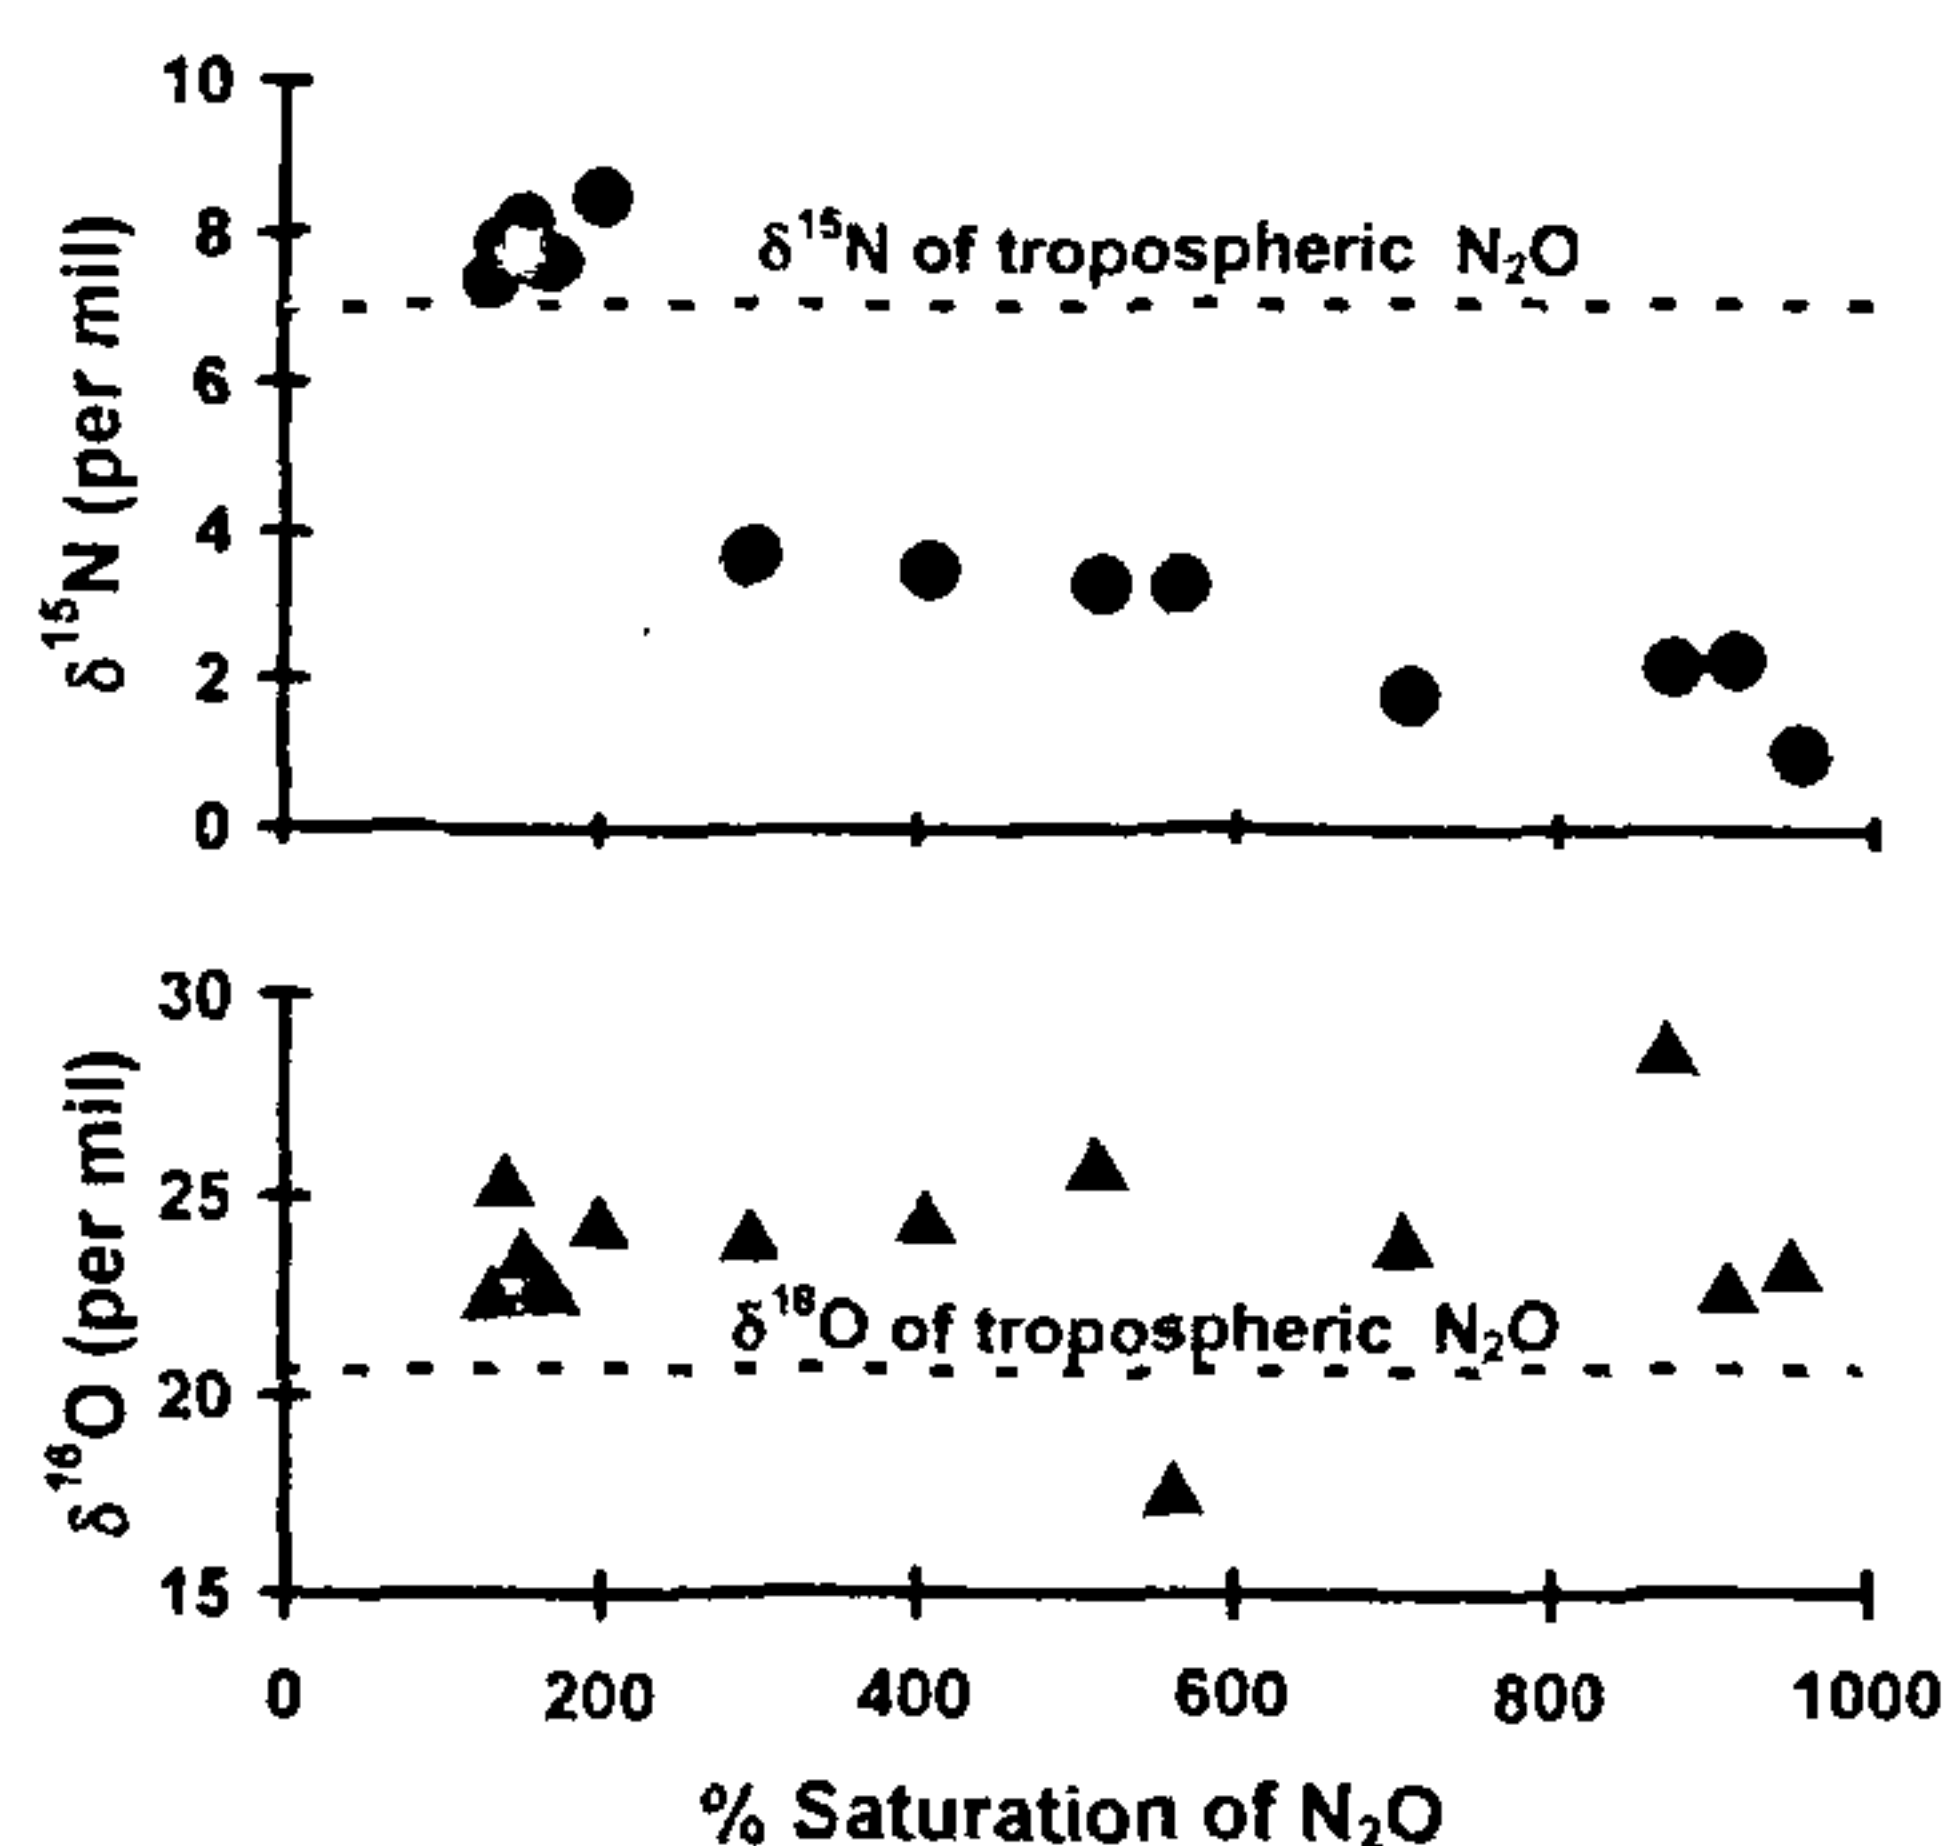 10
8
6
4
2
0
δ¹⁵N (per mil)
δ¹⁵N of tropospheric N₂O
30
25
20
15
δ¹⁸O (per mil)
δ¹⁸O of tropospheric N₂O
0 200 400 600 800 1000
% Saturation of N₂O